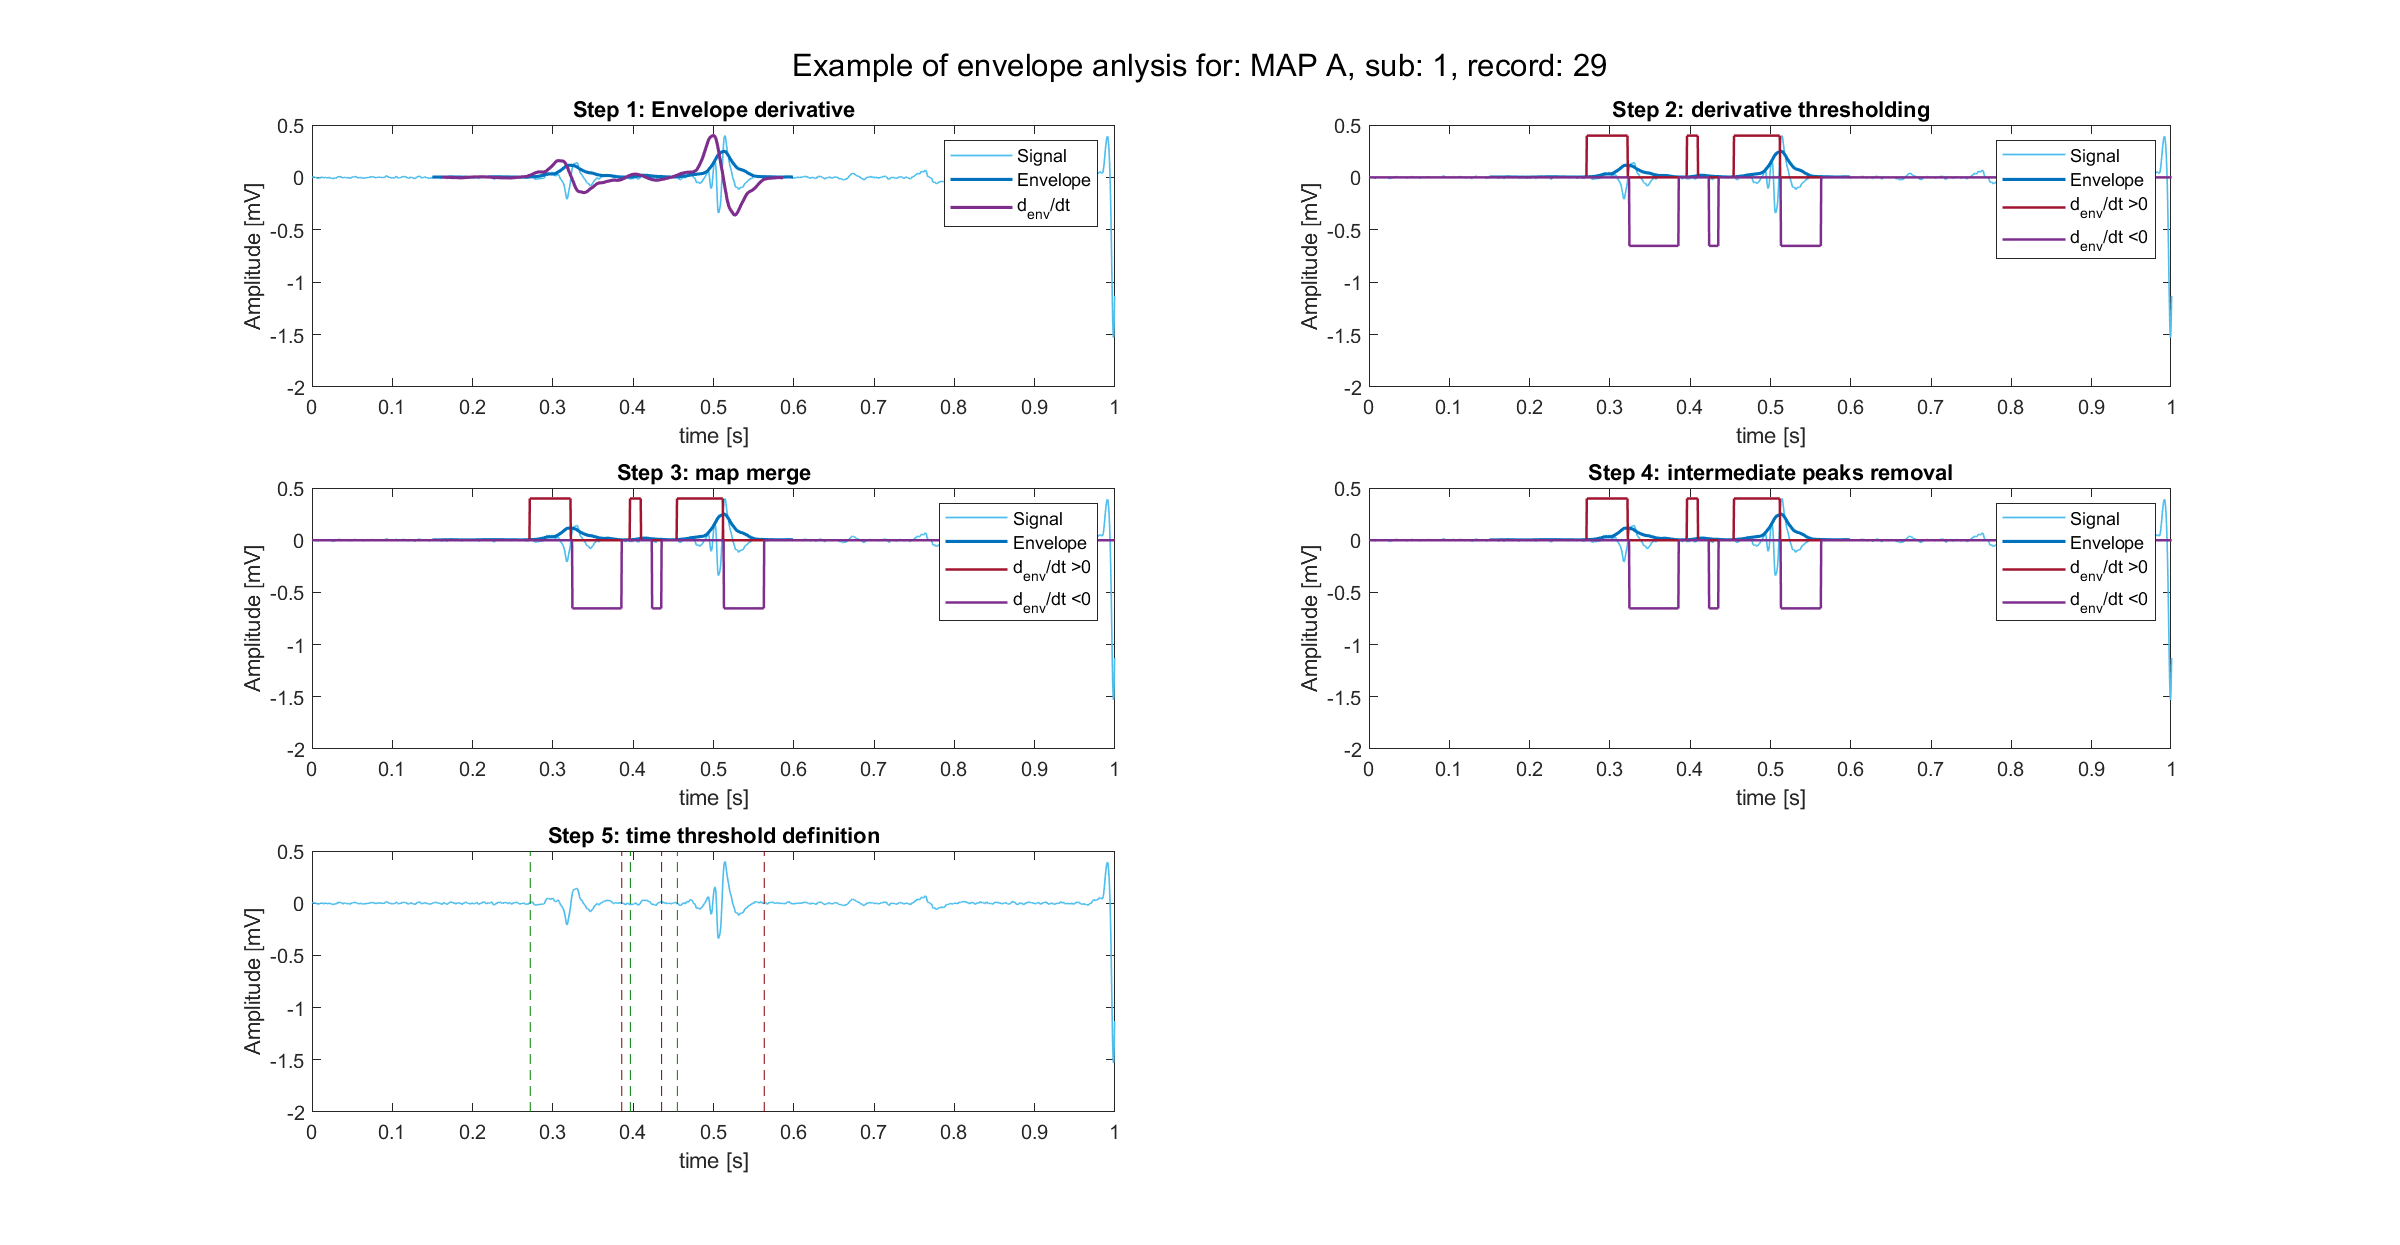 Example of envelope anlysis for: MAP A, sub: 1, record: 29
Step 1: Envelope derivative
0.5
0
-0.5
-1
-1.5
-2
Amplitude [mV]
0 0.1 0.2 0.3 0.4 0.5 0.6 0.7 0.8 0.9 1
time [s]
Signal
Envelope
d_env/dt
Step 2: derivative thresholding
0.5
0
-0.5
-1
-1.5
-2
Amplitude [mV]
0 0.1 0.2 0.3 0.4 0.5 0.6 0.7 0.8 0.9 1
time [s]
Signal
Envelope
d_env/dt >0
d_env/dt <0
Step 3: map merge
0.5
0
-0.5
-1
-1.5
-2
Amplitude [mV]
0 0.1 0.2 0.3 0.4 0.5 0.6 0.7 0.8 0.9 1
time [s]
Signal
Envelope
d_env/dt >0
d_env/dt <0
Step 4: intermediate peaks removal
0.5
0
-0.5
-1
-1.5
-2
Amplitude [mV]
0 0.1 0.2 0.3 0.4 0.5 0.6 0.7 0.8 0.9 1
time [s]
Signal
Envelope
d_env/dt >0
d_env/dt <0
Step 5: time threshold definition
0.5
0
-0.5
-1
-1.5
-2
Amplitude [mV]
0 0.1 0.2 0.3 0.4 0.5 0.6 0.7 0.8 0.9 1
time [s]